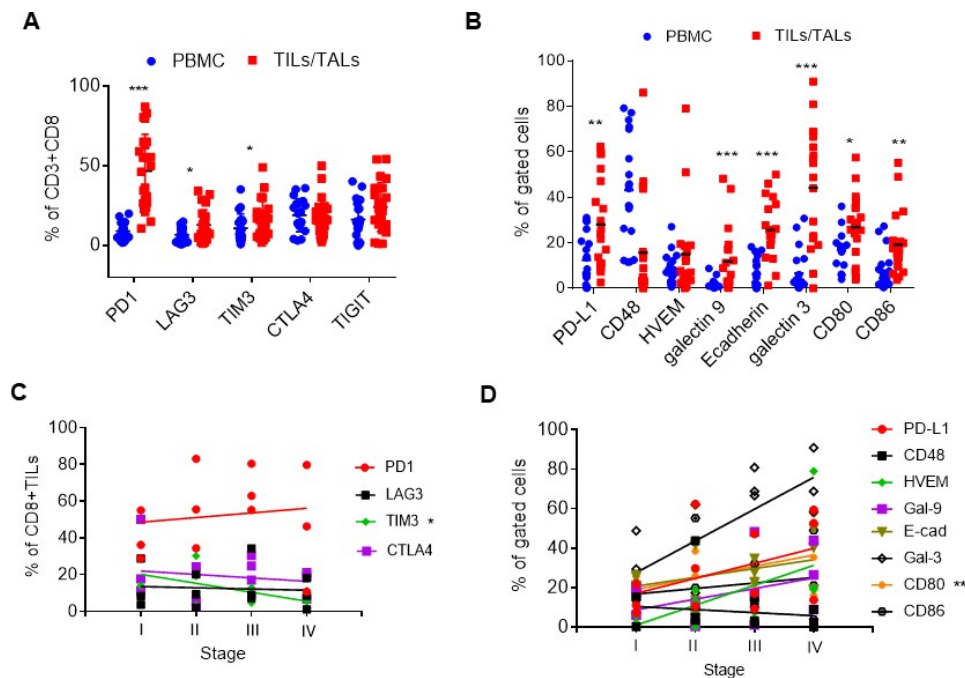 A
PBMC
TILs/TALs
% of CD3+CD8
100
50
0
***
*
*
PD1
LAG3
TIM3
CTLA4
TIGIT
B
PBMC
TILs/TALs
% of gated cells
100
80
60
40
20
0
**
***
***
***
*
**
PD-L1
CD48
HVEM
galectin 9
Ecadherin
galectin 3
CD80
CD86
C
% of CD8+TILs
100
80
60
40
20
0
I
II
III
IV
Stage
PD1
LAG3
TIM3 *
CTLA4
D
% of gated cells
100
80
60
40
20
0
I
II
III
IV
Stage
PD-L1
CD48
HVEM
Gal-9
E-cad
Gal-3
CD80 **
CD86